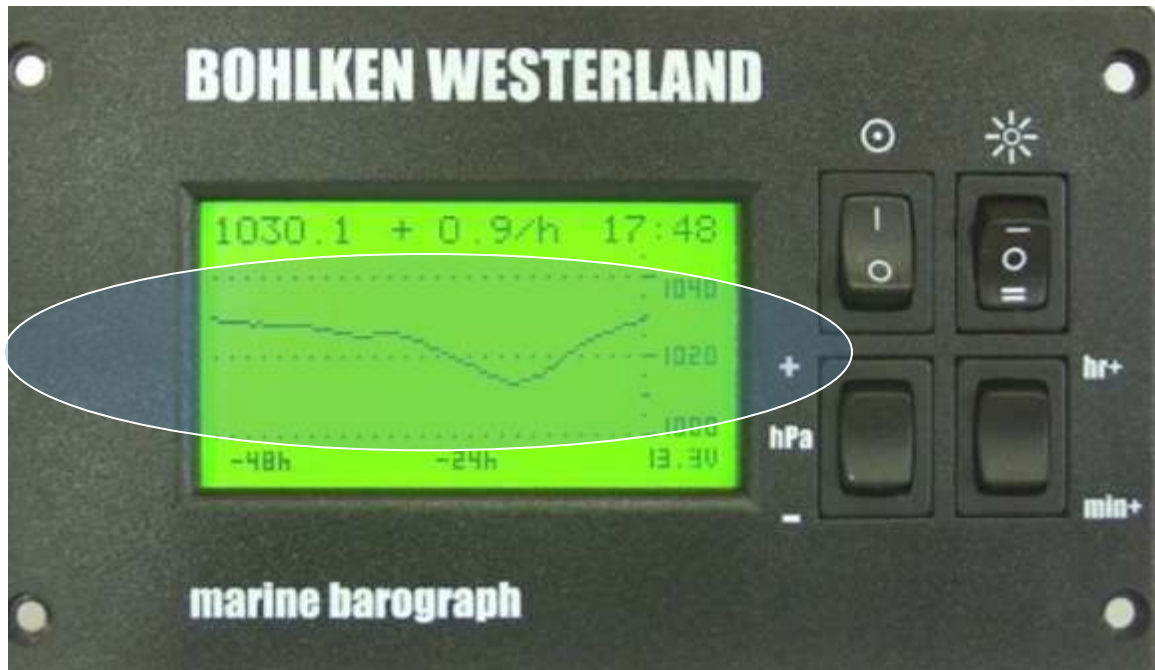 BOHLKEN WESTERLAND
1030.1 + 0.9/h 17:48
1040
1020
1000
-48h -24h 13.3V
+ hr+
hPa
- min+
marine barograph